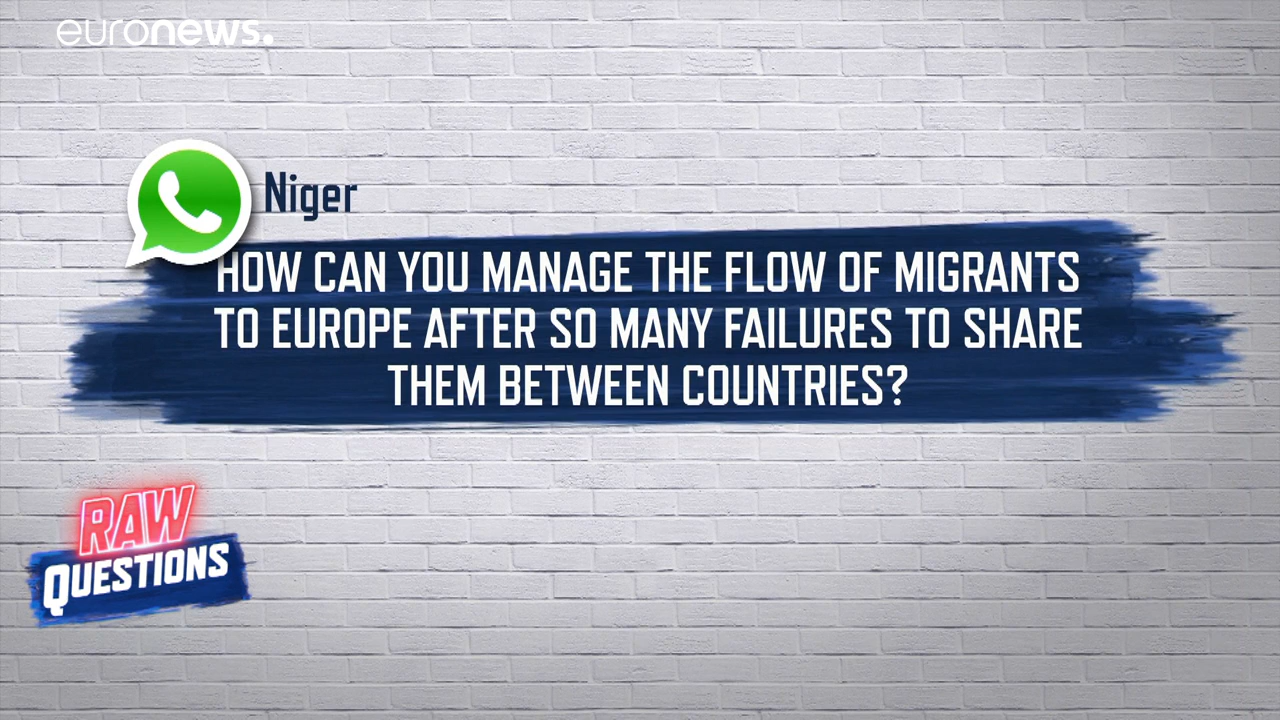 euronews.
Niger
HOW CAN YOU MANAGE THE FLOW OF MIGRANTS
TO EUROPE AFTER SO MANY FAILURES TO SHARE
THEM BETWEEN COUNTRIES?
RAW
QUESTIONS